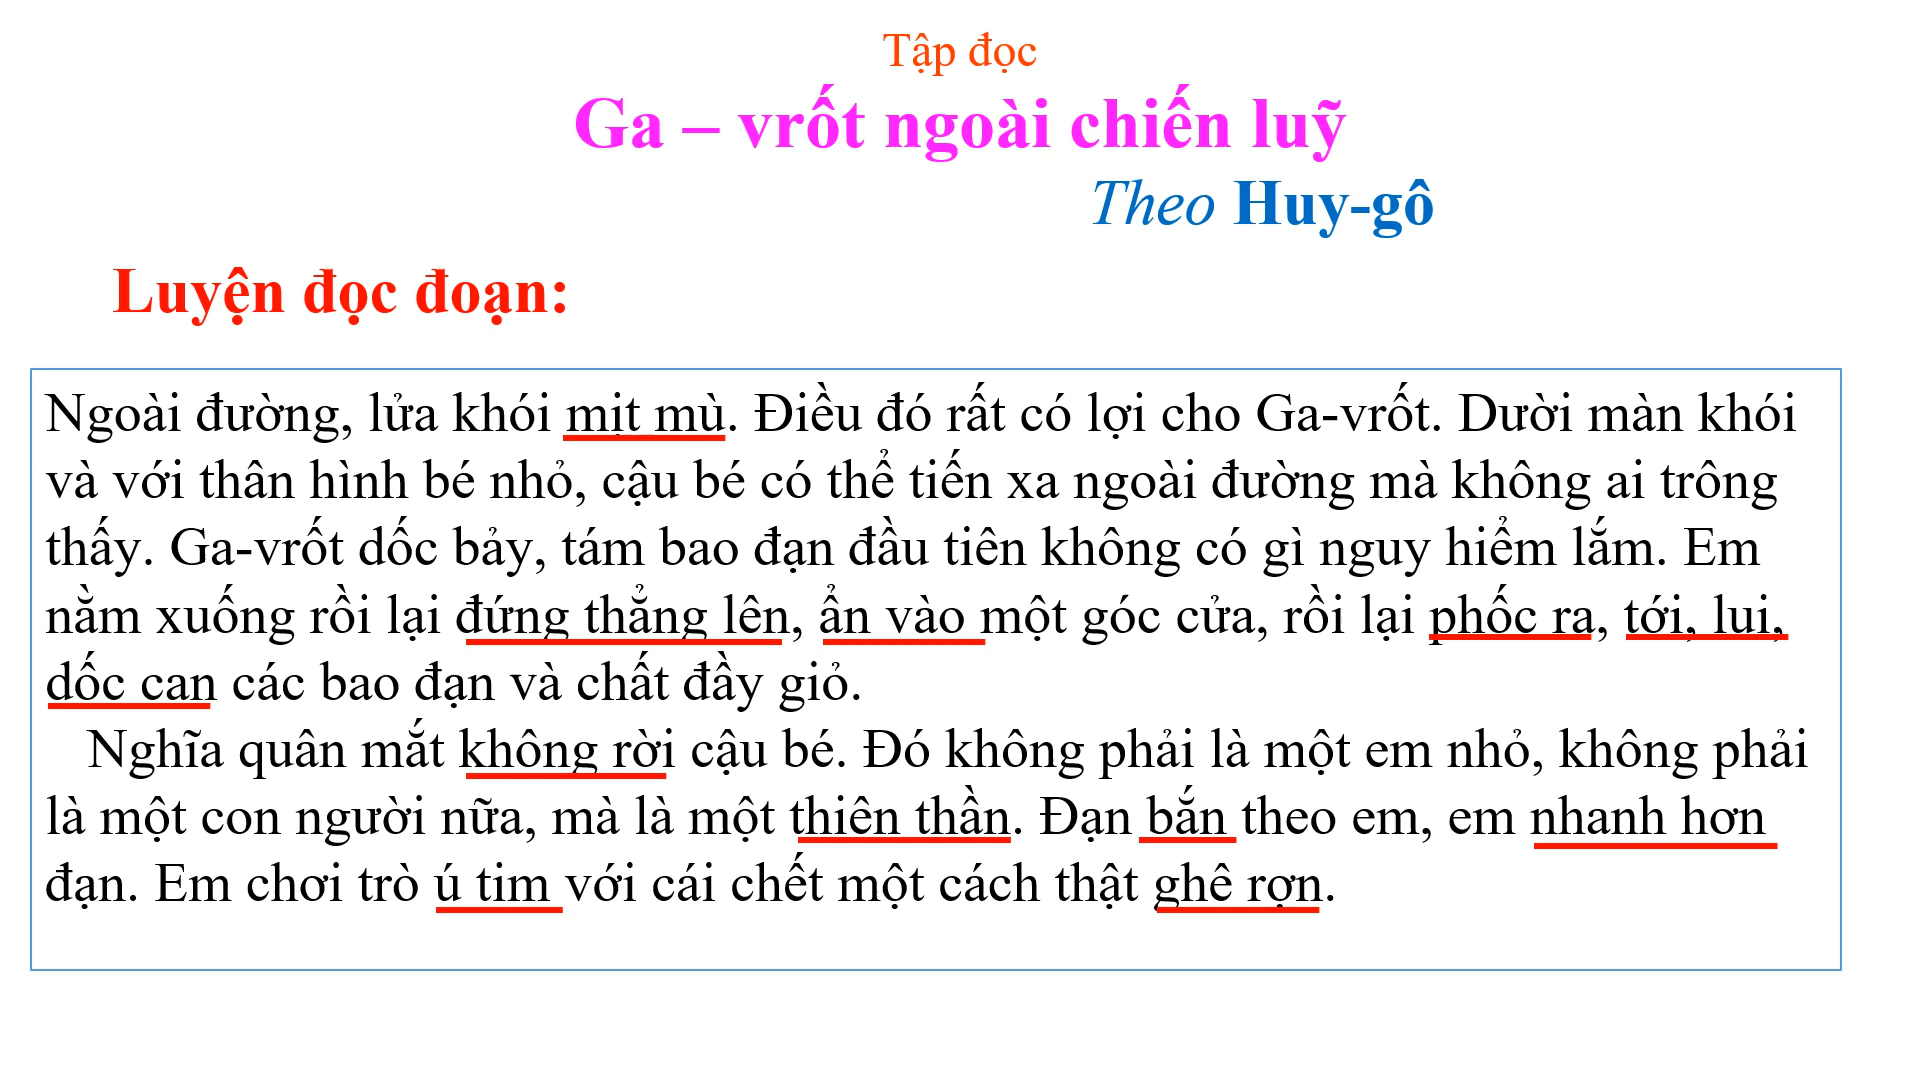 Tập đọc
Ga – vrốt ngoài chiến luỹ
Theo Huy-gô
Luyện đọc đoạn:
Ngoài đường, lửa khói mịt mù. Điều đó rất có lợi cho Ga-vrốt. Dười màn khói
và với thân hình bé nhỏ, cậu bé có thể tiến xa ngoài đường mà không ai trông
thấy. Ga-vrốt dốc bảy, tám bao đạn đầu tiên không có gì nguy hiểm lắm. Em
nằm xuống rồi lại đứng thẳng lên, ẩn vào một góc cửa, rồi lại phốc ra, tới, lui,
dốc cạn các bao đạn và chất đầy giỏ.
Nghĩa quân mắt không rời cậu bé. Đó không phải là một em nhỏ, không phải
là một con người nữa, mà là một thiên thần. Đạn bắn theo em, em nhanh hơn
đạn. Em chơi trò ú tim với cái chết một cách thật ghê rợn.